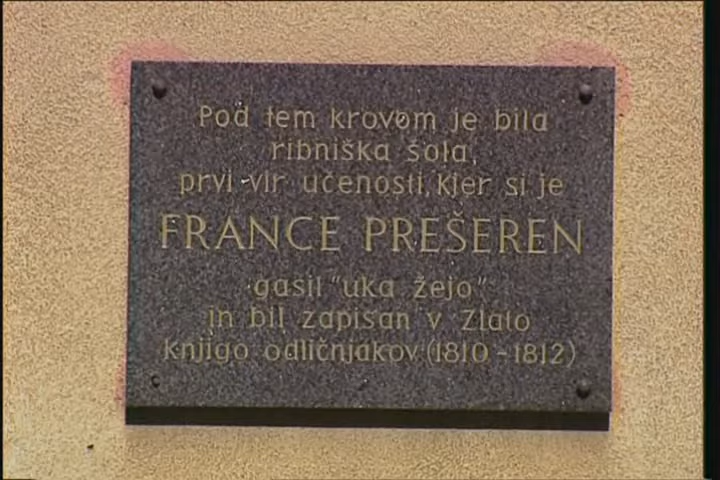 Pod tem krovom je bila
ribniška šola,
prvi vir učenosti, kjer si je
FRANCE PREŠEREN
gasil "uka žejo"
in bil zapisan v Zlato
knjigo odličnjakov (1810-1812)